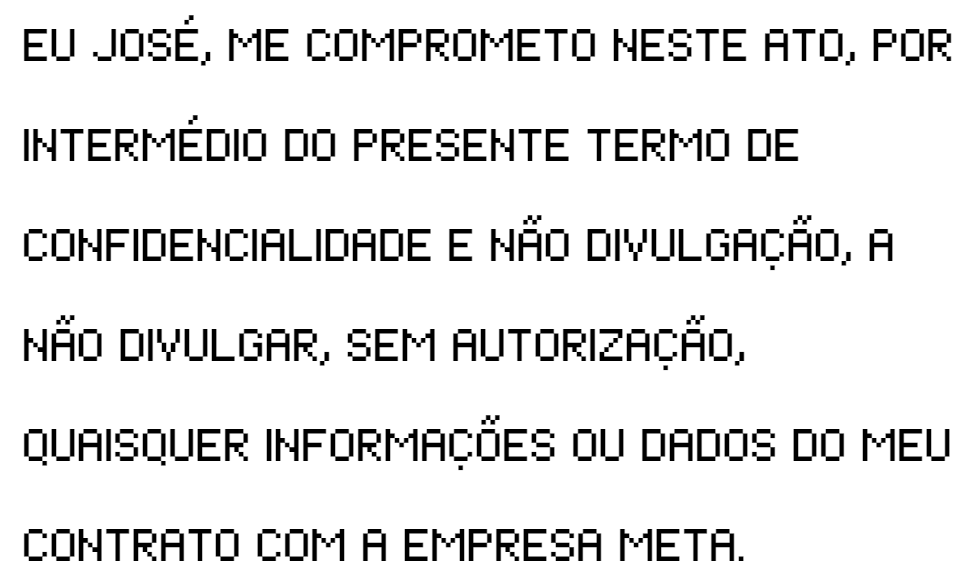 EU JOSÉ, ME COMPROMETO NESTE ATO, POR
INTERMÉDIO DO PRESENTE TERMO DE
CONFIDENCIALIDADE E NÃO DIVULGAÇÃO, A
NÃO DIVULGAR, SEM AUTORIZAÇÃO,
QUAISQUER INFORMAÇÕES OU DADOS DO MEU
CONTRATO COM A EMPRESA META.